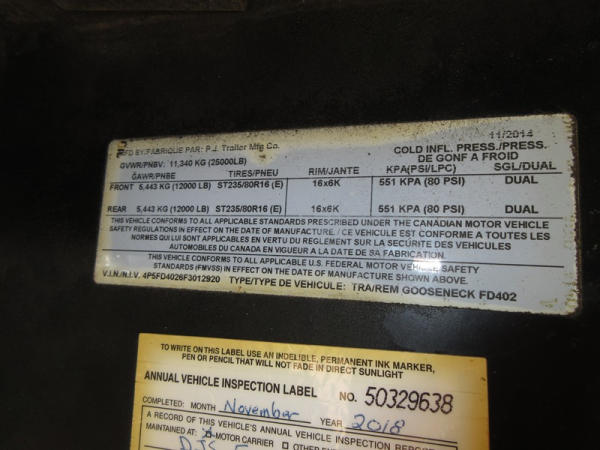 11/2014
MFD BY/FABRIQUE PAR: P.J. Trailer Mfg Co.
GVWR/PNBV: 11,340 KG (25000LB)
COLD INFL. PRESS./PRESS. DE GONF A FROID
GAWR/PNBE TIRES/PNEU RIM/JANTE KPA(PSI/LPC) SGL/DUAL
FRONT 5,443 KG (12000 LB) ST235/80R16 (E) 16x6K 551 KPA (80 PSI) DUAL
REAR 5,443 KG (12000 LB) ST235/80R16 (E) 16x6K 551 KPA (80 PSI) DUAL
THIS VEHICLE CONFORMS TO ALL APPLICABLE STANDARDS PRESCRIBED UNDER THE CANADIAN MOTOR VEHICLE
SAFETY REGULATIONS IN EFFECT ON THE DATE OF MANUFACTURE / CE VEHICULE EST CONFORME A TOUTES LES
NORMES QUI LUI SONT APPLICABLES EN VERTU DU REGLEMENT SUR LA SECURITE DES VEHICULES
AUTOMOBILES DU CANADA EN VIGUEUR A LA DATE DE SA FABRICATION.
THIS VEHICLE CONFORMS TO ALL APPLICABLE U.S. FEDERAL MOTOR VEHICLE SAFETY
STANDARDS (FMVSS) IN EFFECT ON THE DATE OF MANUFACTURE SHOWN ABOVE.
V.I.N./N.I.V. 4P5FD4026F3012920 TYPE/TYPE DE VEHICULE: TRA/REM GOOSENECK FD402
TO WRITE ON THIS LABEL USE AN INDELIBLE, PERMANENT INK MARKER,
PEN OR PENCIL THAT WILL NOT FADE IN DIRECT SUNLIGHT
ANNUAL VEHICLE INSPECTION LABEL NO. 50329638
COMPLETED: MONTH November YEAR 2018
A RECORD OF THIS VEHICLE'S ANNUAL VEHICLE INSPECTION REPORT
MAINTAINED AT: MOTOR CARRIER OTHER
DJS